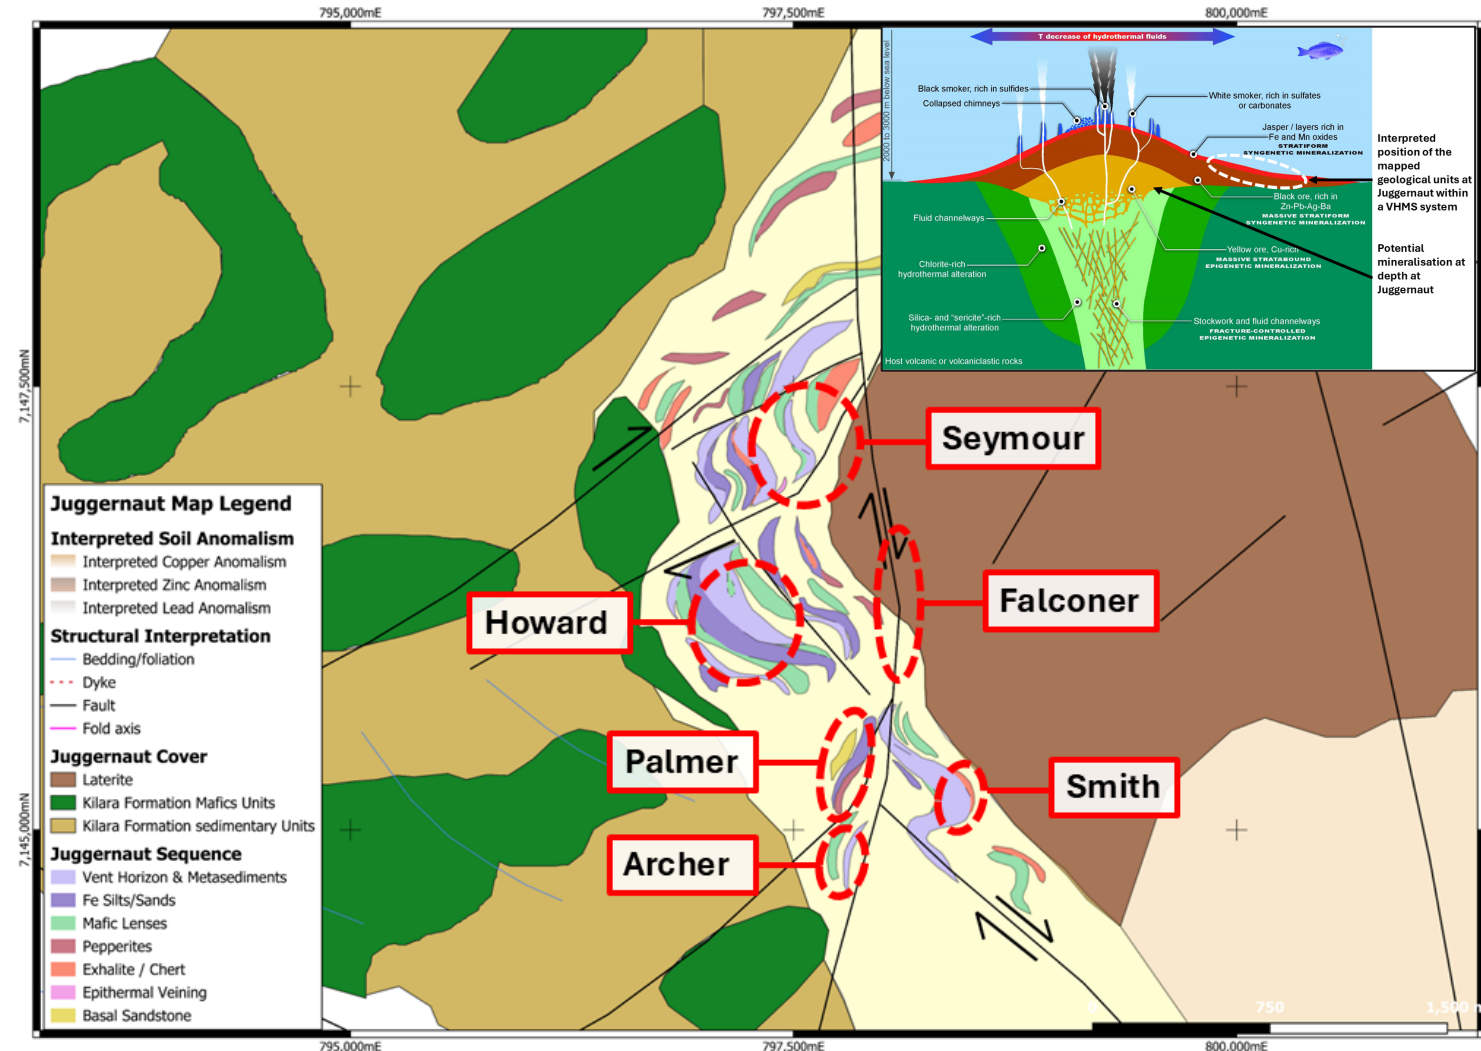 795,000mE
797,500mE
800,000mE
7,147,500mN
7,145,000mN
T decrease of hydrothermal fluids
2000 to 3000 m below sea level
Black smoker, rich in sulfides
Collapsed chimneys
White smoker, rich in sulfates
or carbonates
Jasper / layers rich in
Fe and Mn oxides
STRATIFORM
SYNGENETIC MINERALIZATION
Black ore, rich in
Zn-Pb-Ag-Ba
MASSIVE STRATIFORM
SYNGENETIC MINERALIZATION
Fluid channelways
Yellow ore, Cu-rich
MASSIVE STRATABOUND
EPIGENETIC MINERALIZATION
Chlorite-rich
hydrothermal alteration
Silica- and "sericite"-rich
hydrothermal alteration
Stockwork and fluid channelways
FRACTURE-CONTROLLED
EPIGENETIC MINERALIZATION
Host volcanic or volcaniclastic rocks
Interpreted
position of the
mapped
geological units at
Juggernaut within
a VHMS system
Potential
mineralisation at
depth at
Juggernaut
Seymour
Falconer
Howard
Palmer
Smith
Archer
Juggernaut Map Legend
Interpreted Soil Anomalism
Interpreted Copper Anomalism
Interpreted Zinc Anomalism
Interpreted Lead Anomalism
Structural Interpretation
Bedding/foliation
Dyke
Fault
Fold axis
Juggernaut Cover
Laterite
Kilara Formation Mafics Units
Kilara Formation sedimentary Units
Juggernaut Sequence
Vent Horizon & Metasediments
Fe Silts/Sands
Mafic Lenses
Pepperites
Exhalite / Chert
Epithermal Veining
Basal Sandstone
0 750 1,500 m
795,000mE
797,500mE
800,000mE